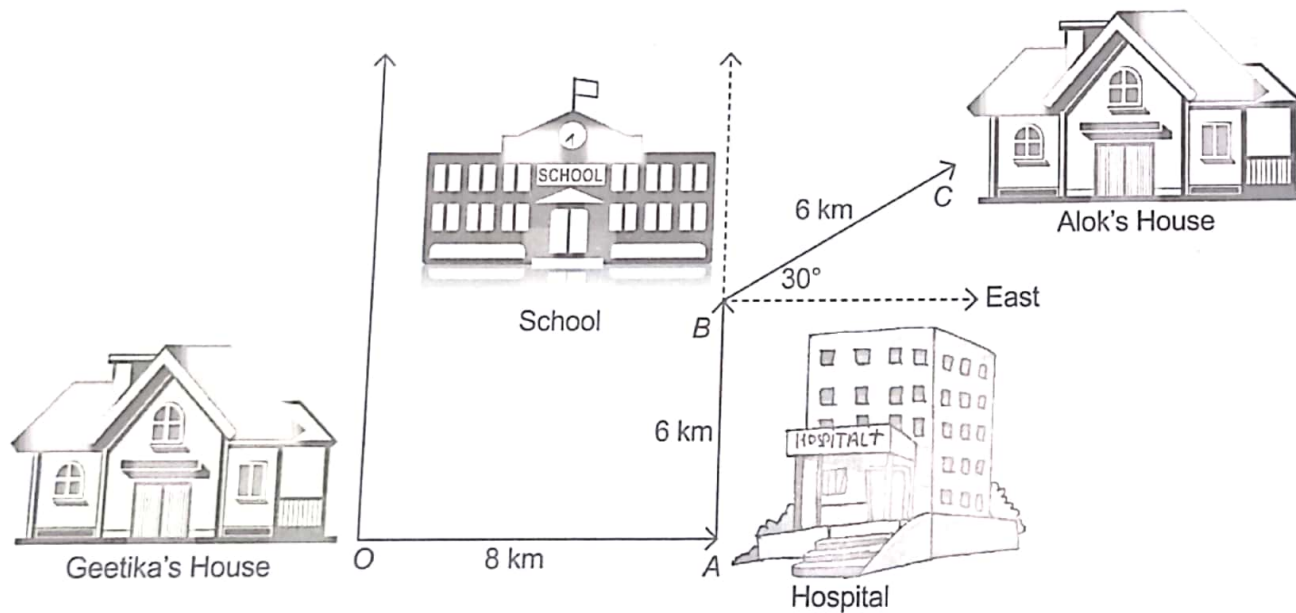 SCHOOL
School
6 km
C
Alok's House
30°
East
B
6 km
HOSPITAL+
Geetika's House
O
8 km
A
Hospital